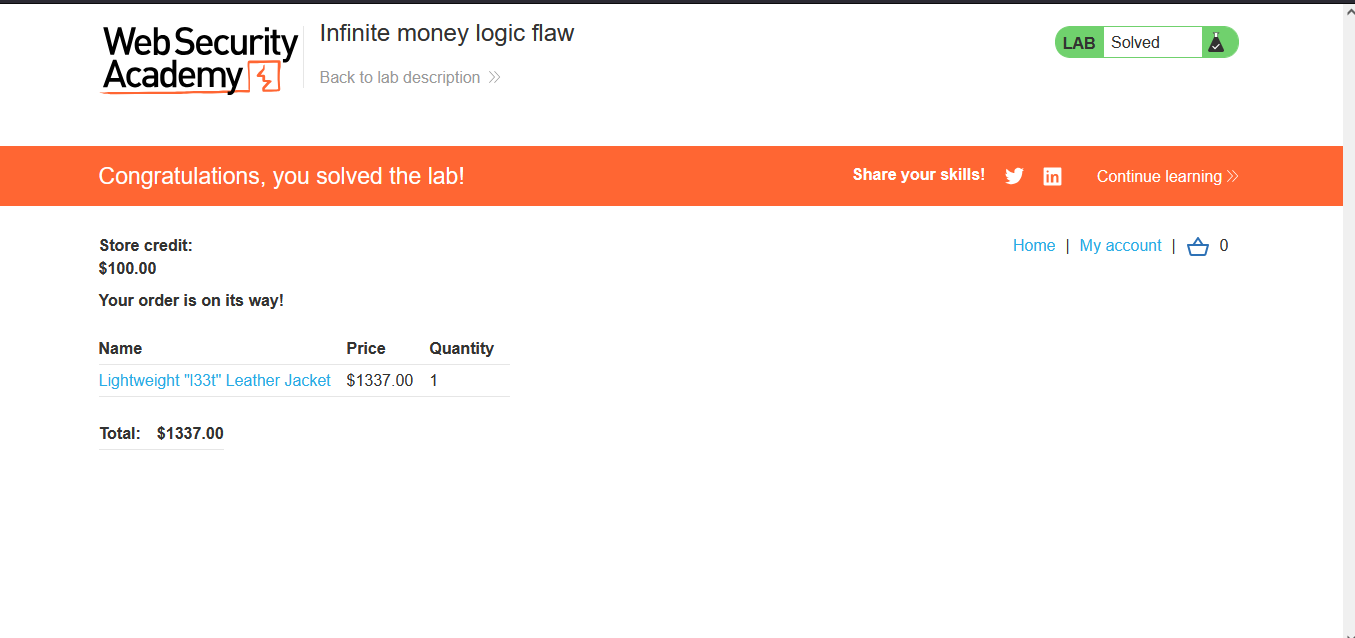 Web Security
Academy
Infinite money logic flaw
Back to lab description
LAB Solved
Congratulations, you solved the lab!
Share your skills!
in
Continue learning
Store credit:
$100.00
Home | My account | 0
Your order is on its way!
Name Price Quantity
Lightweight "l33t" Leather Jacket $1337.00 1
Total: $1337.00